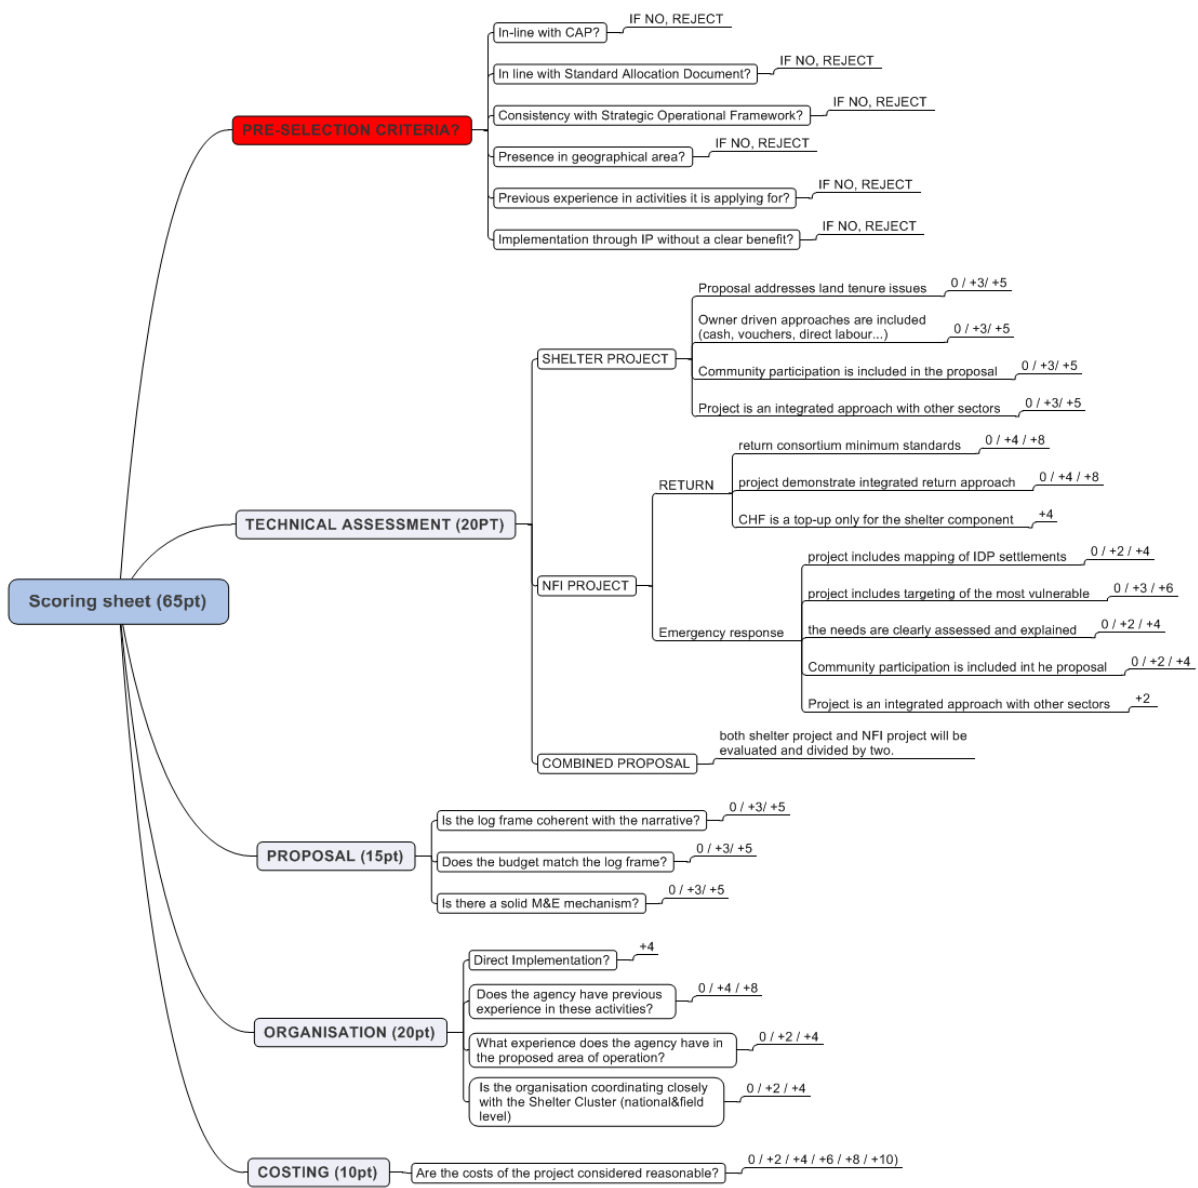 IF NO, REJECT
In-line with CAP?
IF NO, REJECT
In line with Standard Allocation Document?
IF NO, REJECT
Consistency with Strategic Operational Framework?
PRE-SELECTION CRITERIA?
IF NO, REJECT
Presence in geographical area?
IF NO, REJECT
Previous experience in activities it is applying for?
IF NO, REJECT
Implementation through IP without a clear benefit?
Proposal addresses land tenure issues
0 / +3/ +5
Owner driven approaches are included
(cash, vouchers, direct labour...)
0 / +3/ +5
SHELTER PROJECT
Community participation is included in the proposal
0 / +3/ +5
Project is an integrated approach with other sectors
0 / +3/ +5
return consortium minimum standards
0 / +4 / +8
RETURN
project demonstrate integrated return approach
0 / +4 / +8
CHF is a top-up only for the shelter component
+4
TECHNICAL ASSESSMENT (20PT)
project includes mapping of IDP settlements
0 / +2 / +4
NFI PROJECT
project includes targeting of the most vulnerable
0 / +3 / +6
Scoring sheet (65pt)
Emergency response
the needs are clearly assessed and explained
0 / +2 / +4
Community participation is included int he proposal
0 / +2 / +4
Project is an integrated approach with other sectors
+2
both shelter project and NFI project will be
evaluated and divided by two.
COMBINED PROPOSAL
0 / +3/ +5
Is the log frame coherent with the narrative?
PROPOSAL (15pt)
0 / +3/ +5
Does the budget match the log frame?
0 / +3/ +5
Is there a solid M&E mechanism?
+4
Direct Implementation?
Does the agency have previous
experience in these activities?
0 / +4 / +8
ORGANISATION (20pt)
What experience does the agency have in
the proposed area of operation?
0 / +2 / +4
Is the organisation coordinating closely
with the Shelter Cluster (national&field
level)
0 / +2 / +4
COSTING (10pt)
Are the costs of the project considered reasonable?
0 / +2 / +4 / +6 / +8 / +10)